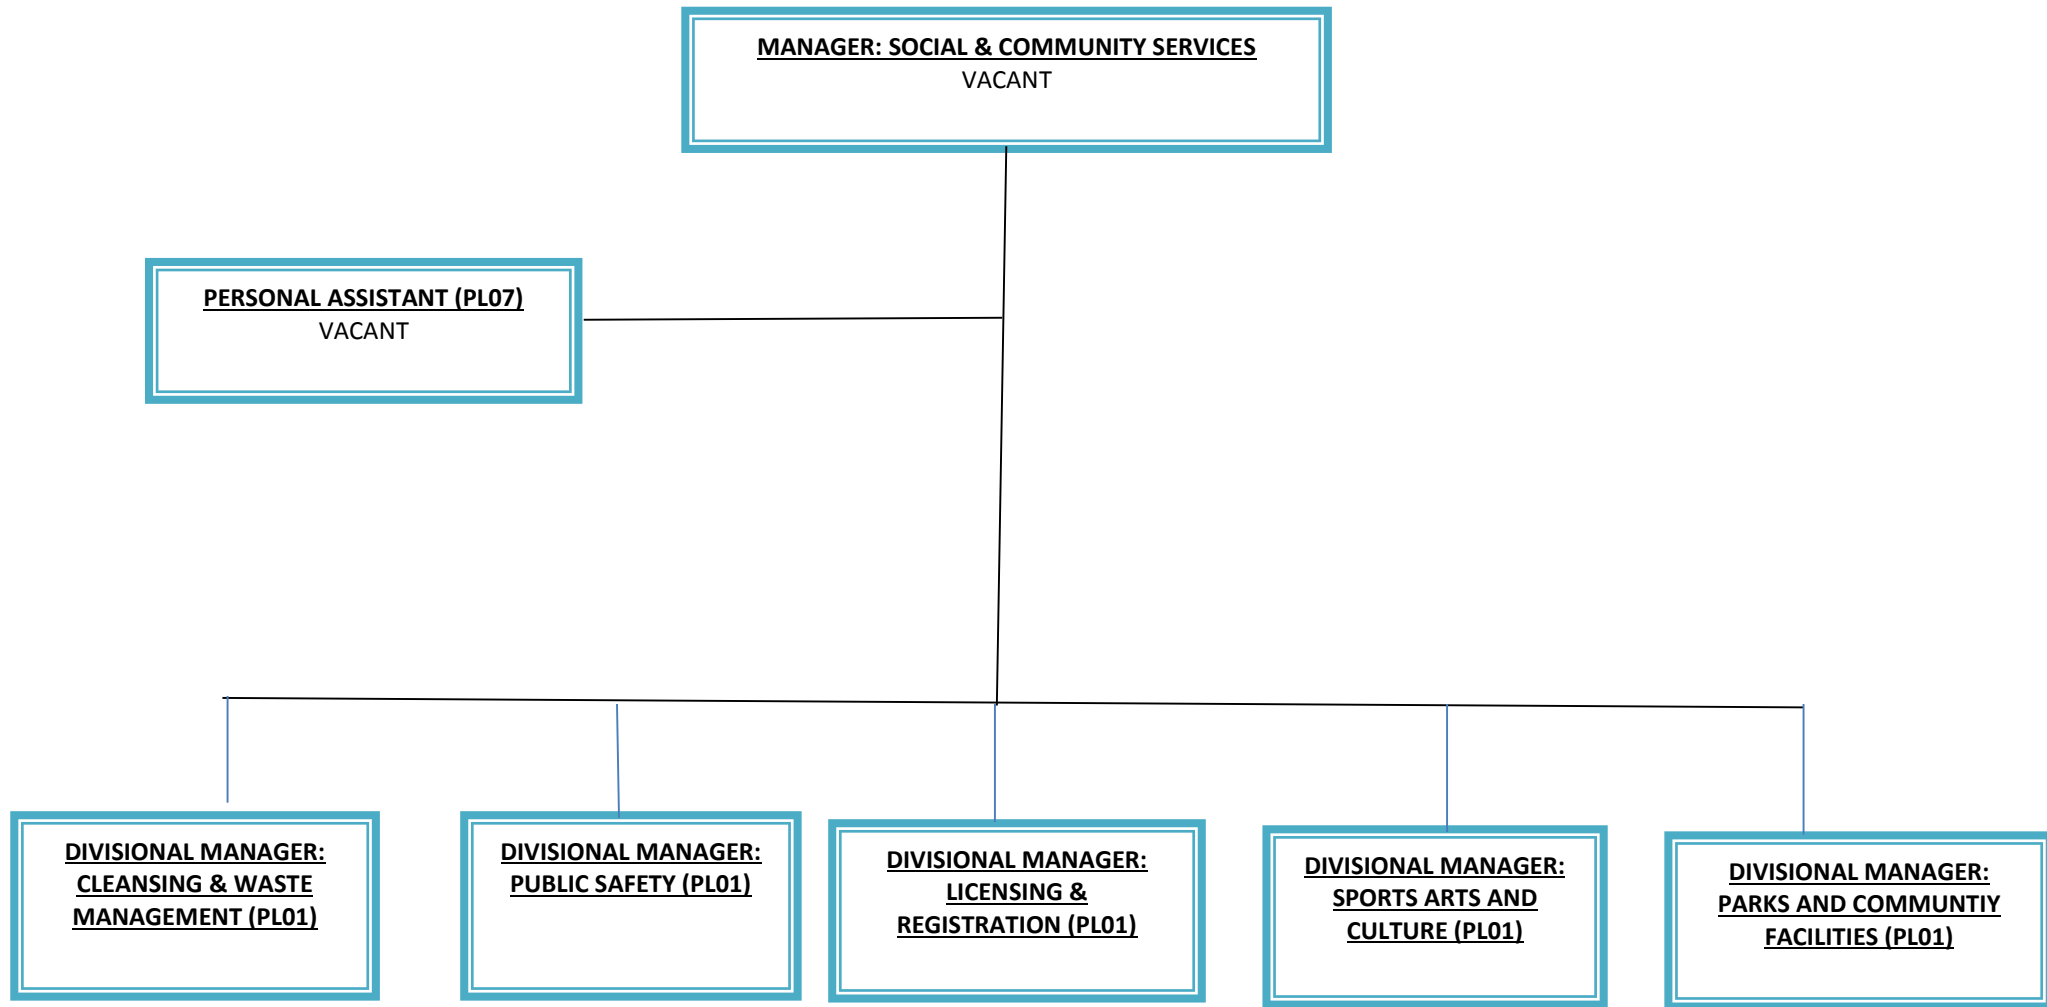 MANAGER: SOCIAL & COMMUNITY SERVICES
VACANT
PERSONAL ASSISTANT (PL07)
VACANT
DIVISIONAL MANAGER:
CLEANSING & WASTE
MANAGEMENT (PL01)
DIVISIONAL MANAGER:
PUBLIC SAFETY (PL01)
DIVISIONAL MANAGER:
LICENSING &
REGISTRATION (PL01)
DIVISIONAL MANAGER:
SPORTS ARTS AND
CULTURE (PL01)
DIVISIONAL MANAGER:
PARKS AND COMMUNTIY
FACILITIES (PL01)